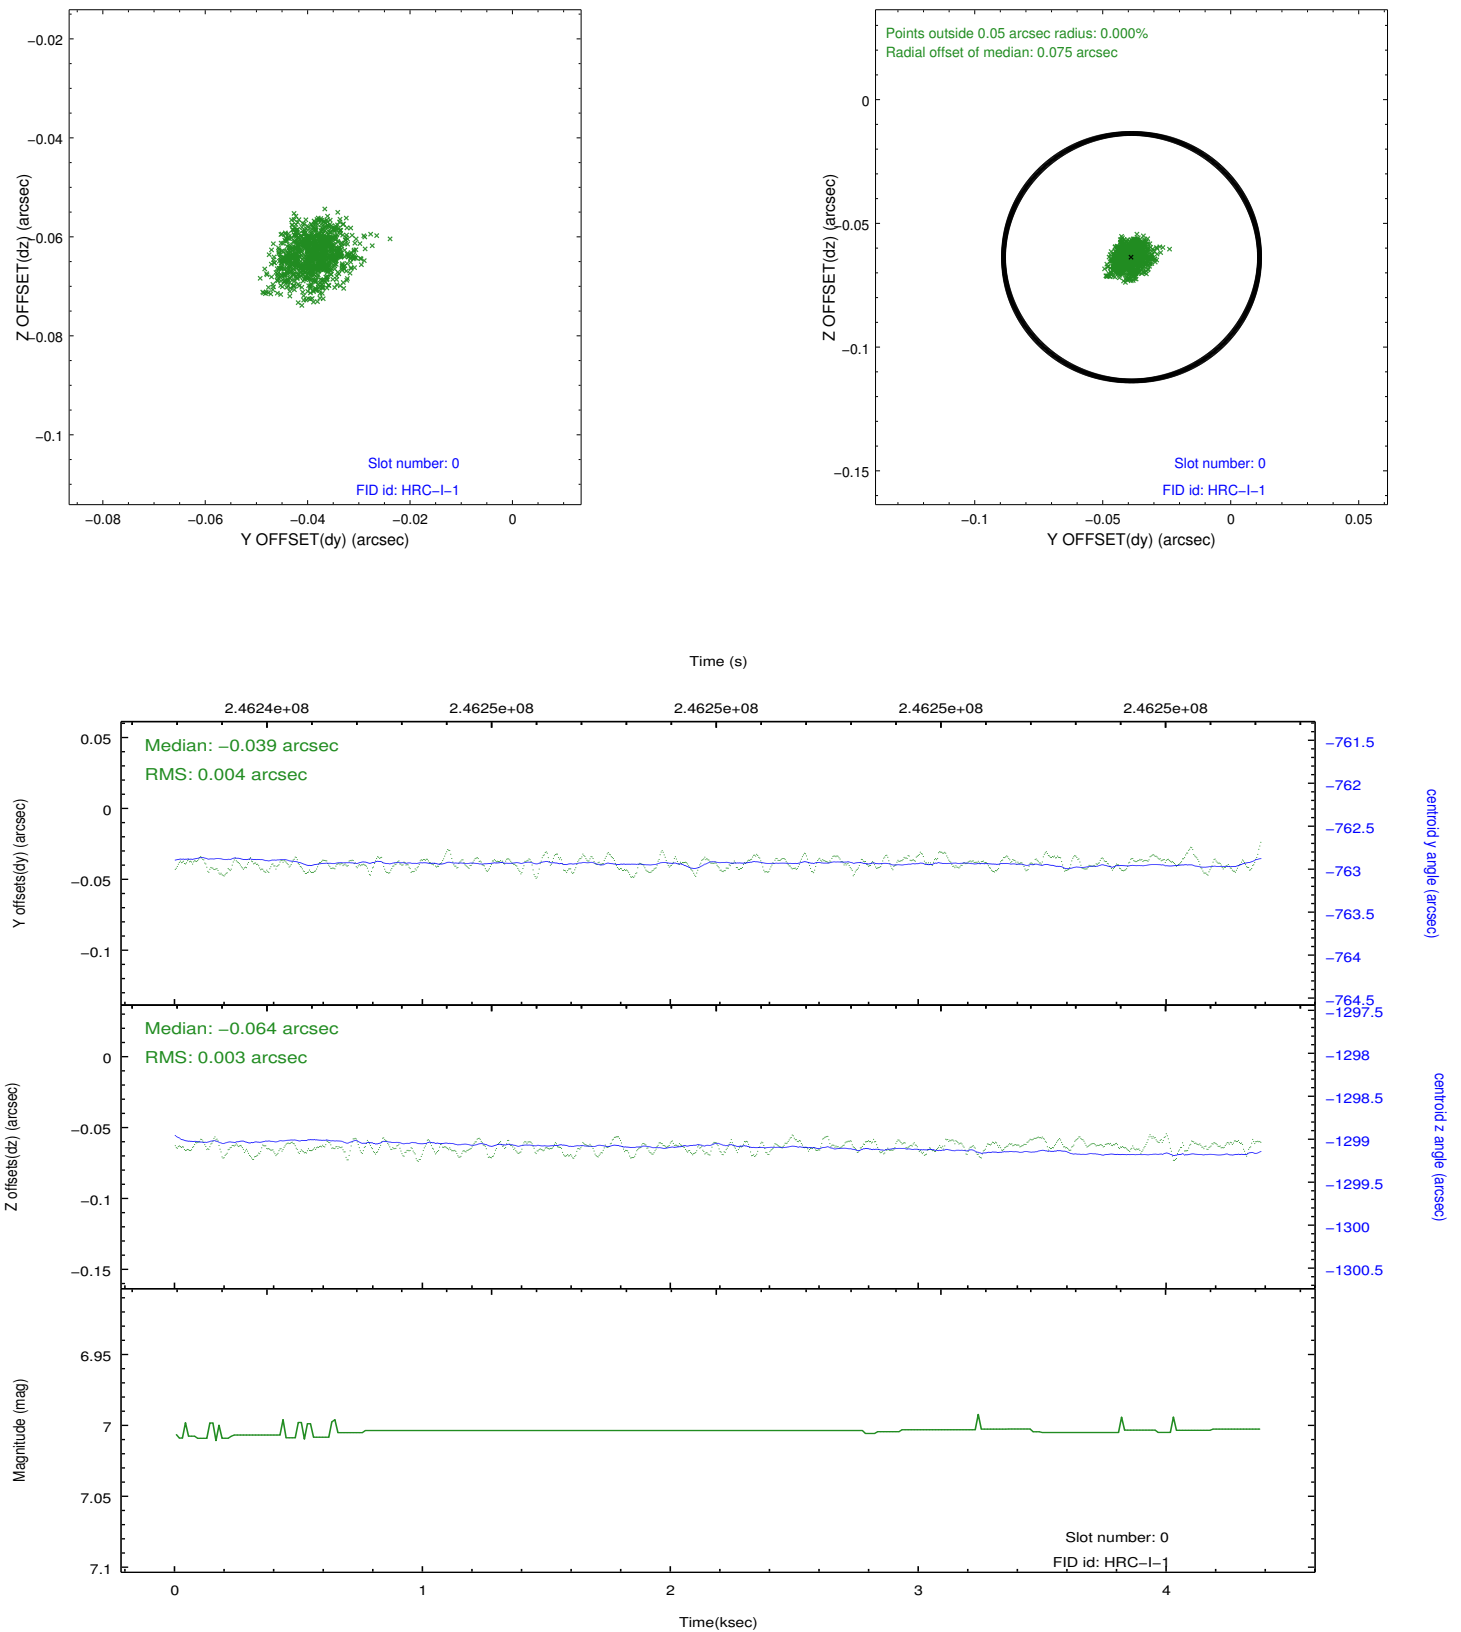 −0.02
−0.04
−0.06
−0.08
−0.1
Z OFFSET(dz) (arcsec)
Slot number: 0
FID id: HRC−I−1
−0.08 −0.06 −0.04 −0.02 0
Y OFFSET(dy) (arcsec)
Points outside 0.05 arcsec radius: 0.000%
Radial offset of median: 0.075 arcsec
0
−0.05
−0.1
−0.15
Z OFFSET(dz) (arcsec)
Slot number: 0
FID id: HRC−I−1
−0.1 −0.05 0 0.05
Y OFFSET(dy) (arcsec)
Time (s)
2.4624e+08 2.4625e+08 2.4625e+08 2.4625e+08 2.4625e+08
Median: −0.039 arcsec
RMS: 0.004 arcsec
0.05
0
−0.05
−0.1
Y offsets(dy) (arcsec)
−761.5
−762
−762.5
−763
−763.5
−764
−764.5
centroid y angle (arcsec)
Median: −0.064 arcsec
RMS: 0.003 arcsec
0
−0.05
−0.1
−0.15
Z offsets(dz) (arcsec)
−1297.5
−1298
−1298.5
−1299
−1299.5
−1300
−1300.5
centroid z angle (arcsec)
6.95
7
7.05
7.1
Magnitude (mag)
Slot number: 0
FID id: HRC−I−1
0 1 2 3 4
Time(ksec)